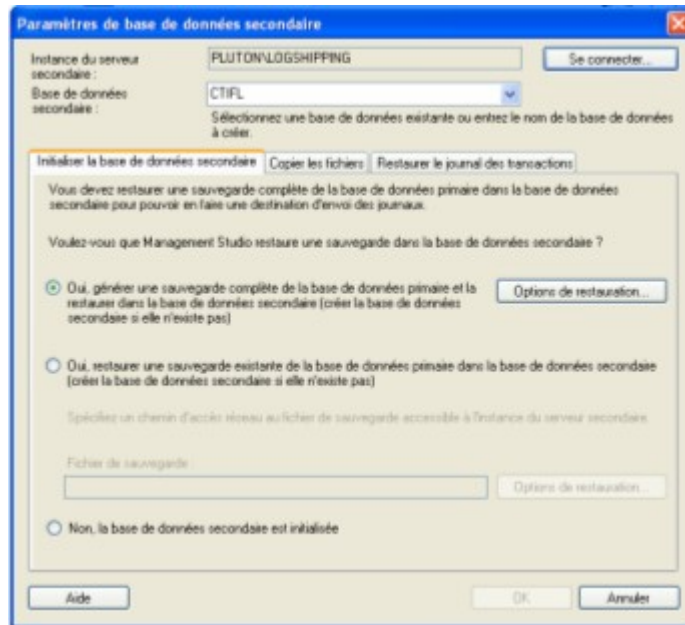 Paramètres de base de données secondaire
Instance du serveur
secondaire :
PLUTON\LOGSHIPPING
Se connecter...
Base de données
secondaire :
CTIFL
Sélectionnez une base de données existante ou entrez le nom de la base de données
à créer.
Initialiser la base de données secondaire
Copier les fichiers
Restaurer le journal des transactions
Vous devez restaurer une sauvegarde complète de la base de données primaire dans la base de données
secondaire pour pouvoir en faire une destination d'envoi des journaux.
Voulez-vous que Management Studio restaure une sauvegarde dans la base de données secondaire ?
Oui, générer une sauvegarde complète de la base de données primaire et la
restaurer dans la base de données secondaire (créer la base de données
secondaire si elle n'existe pas)
Options de restauration...
Oui, restaurer une sauvegarde existante de la base de données primaire dans la base de données secondaire
(créer la base de données secondaire si elle n'existe pas)
Spécifiez un chemin d'accès réseau au fichier de sauvegarde accessible à l'instance du serveur secondaire.
Fichier de sauvegarde
Options de restauration...
Non, la base de données secondaire est initialisée
Aide
OK
Annuler